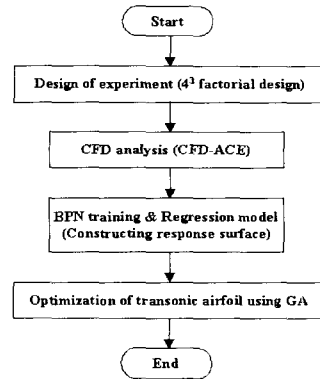 Start
Design of experiment (4³ factorial design)
CFD analysis (CFD-ACE)
BPN training & Regression model
(Constructing response surface)
Optimization of transonic airfoil using GA
End